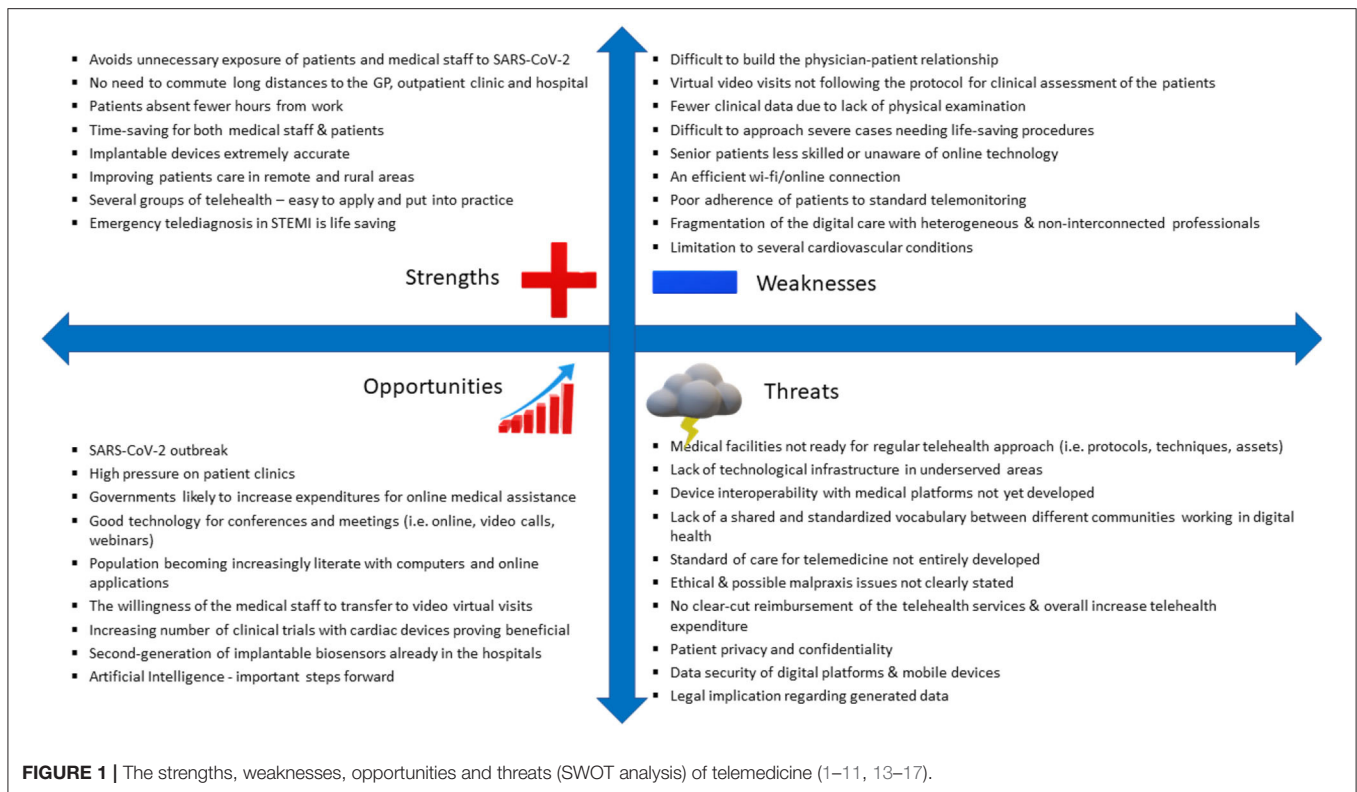 ▪ Avoids unnecessary exposure of patients and medical staff to SARS-CoV-2
▪ No need to commute long distances to the GP, outpatient clinic and hospital
▪ Patients absent fewer hours from work
▪ Time-saving for both medical staff & patients
▪ Implantable devices extremely accurate
▪ Improving patients care in remote and rural areas
▪ Several groups of telehealth – easy to apply and put into practice
▪ Emergency telediagnosis in STEMI is life saving
Strengths
▪ Difficult to build the physician-patient relationship
▪ Virtual video visits not following the protocol for clinical assessment of the patients
▪ Fewer clinical data due to lack of physical examination
▪ Difficult to approach severe cases needing life-saving procedures
▪ Senior patients less skilled or unaware of online technology
▪ An efficient wi-fi/online connection
▪ Poor adherence of patients to standard telemonitoring
▪ Fragmentation of the digital care with heterogeneous & non-interconnected professionals
▪ Limitation to several cardiovascular conditions
Weaknesses
Opportunities
▪ SARS-CoV-2 outbreak
▪ High pressure on patient clinics
▪ Governments likely to increase expenditures for online medical assistance
▪ Good technology for conferences and meetings (i.e. online, video calls,
webinars)
▪ Population becoming increasingly literate with computers and online
applications
▪ The willingness of the medical staff to transfer to video virtual visits
▪ Increasing number of clinical trials with cardiac devices proving beneficial
▪ Second-generation of implantable biosensors already in the hospitals
▪ Artificial Intelligence - important steps forward
Threats
▪ Medical facilities not ready for regular telehealth approach (i.e. protocols, techniques, assets)
▪ Lack of technological infrastructure in underserved areas
▪ Device interoperability with medical platforms not yet developed
▪ Lack of a shared and standardized vocabulary between different communities working in digital
health
▪ Standard of care for telemedicine not entirely developed
▪ Ethical & possible malpraxis issues not clearly stated
▪ No clear-cut reimbursement of the telehealth services & overall increase telehealth
expenditure
▪ Patient privacy and confidentiality
▪ Data security of digital platforms & mobile devices
▪ Legal implication regarding generated data
FIGURE 1 | The strengths, weaknesses, opportunities and threats (SWOT analysis) of telemedicine (1–11, 13–17).